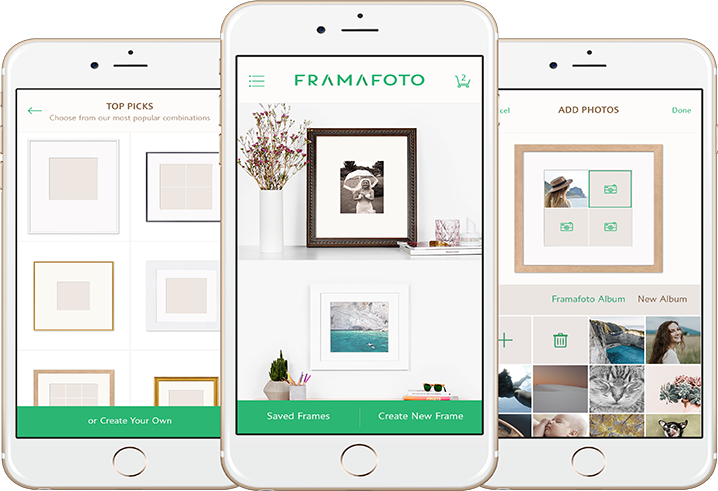 TOP PICKS
Choose from our most popular combinations
or Create Your Own
FRAMAFOTO
2
Saved Frames
Create New Frame
cel
ADD PHOTOS
Done
Framafoto Album
New Album